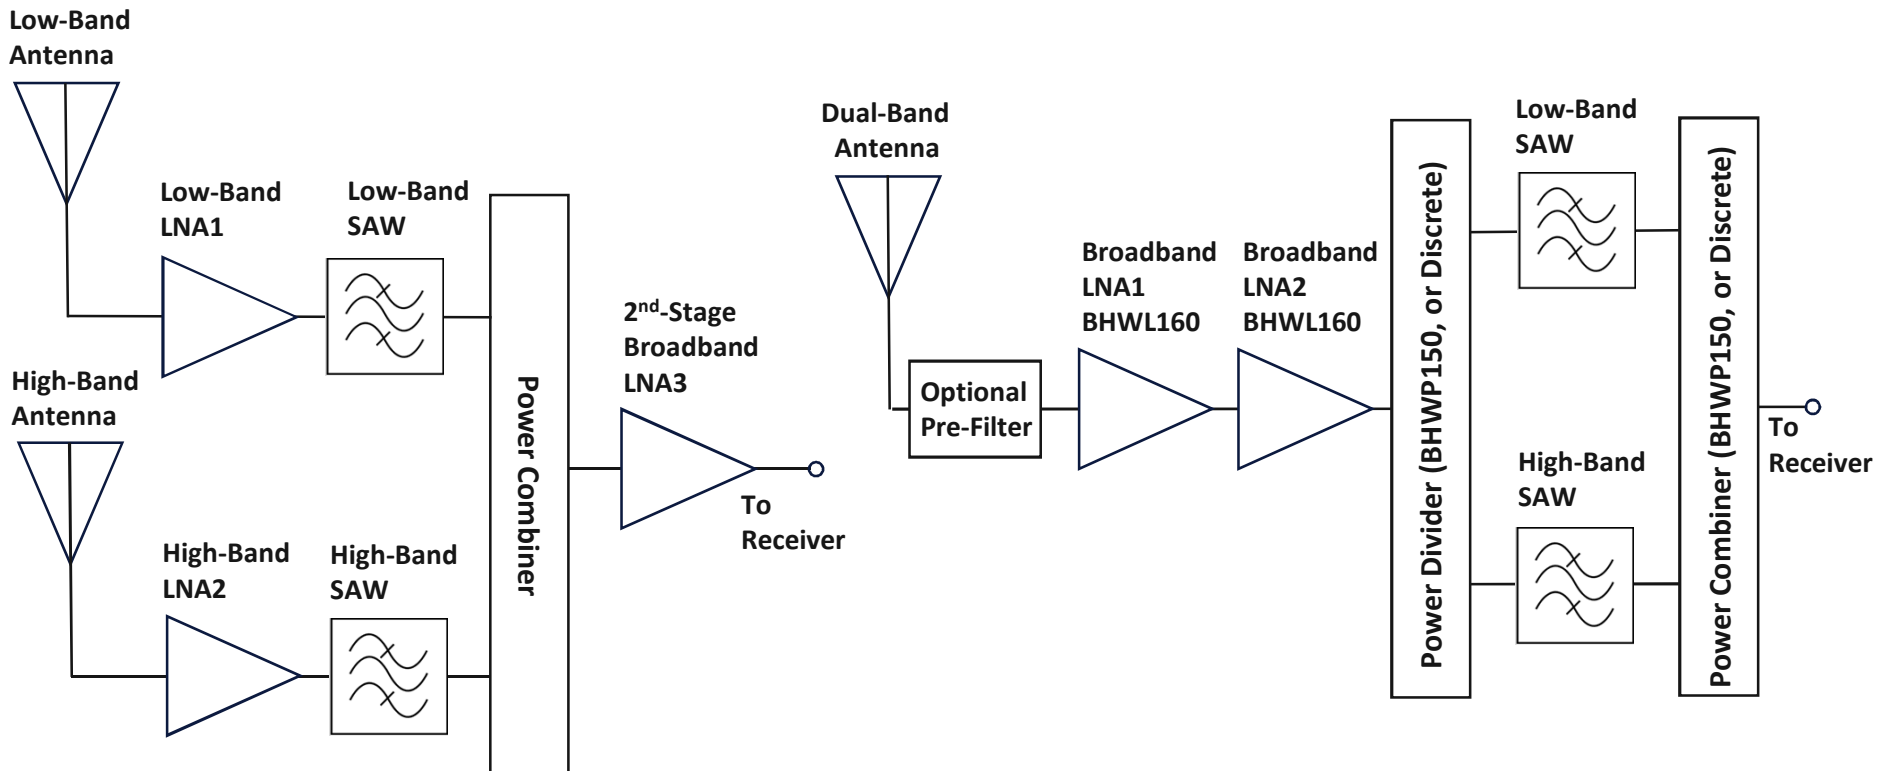 Low-Band
Antenna
Low-Band
LNA1
Low-Band
SAW
High-Band
Antenna
High-Band
LNA2
High-Band
SAW
Power Combiner
2nd-Stage
Broadband
LNA3
To
Receiver
Dual-Band
Antenna
Optional
Pre-Filter
Broadband
LNA1
BHWL160
Broadband
LNA2
BHWL160
Power Divider (BHWP150, or Discrete)
Low-Band
SAW
High-Band
SAW
Power Combiner (BHWP150, or Discrete)
To
Receiver